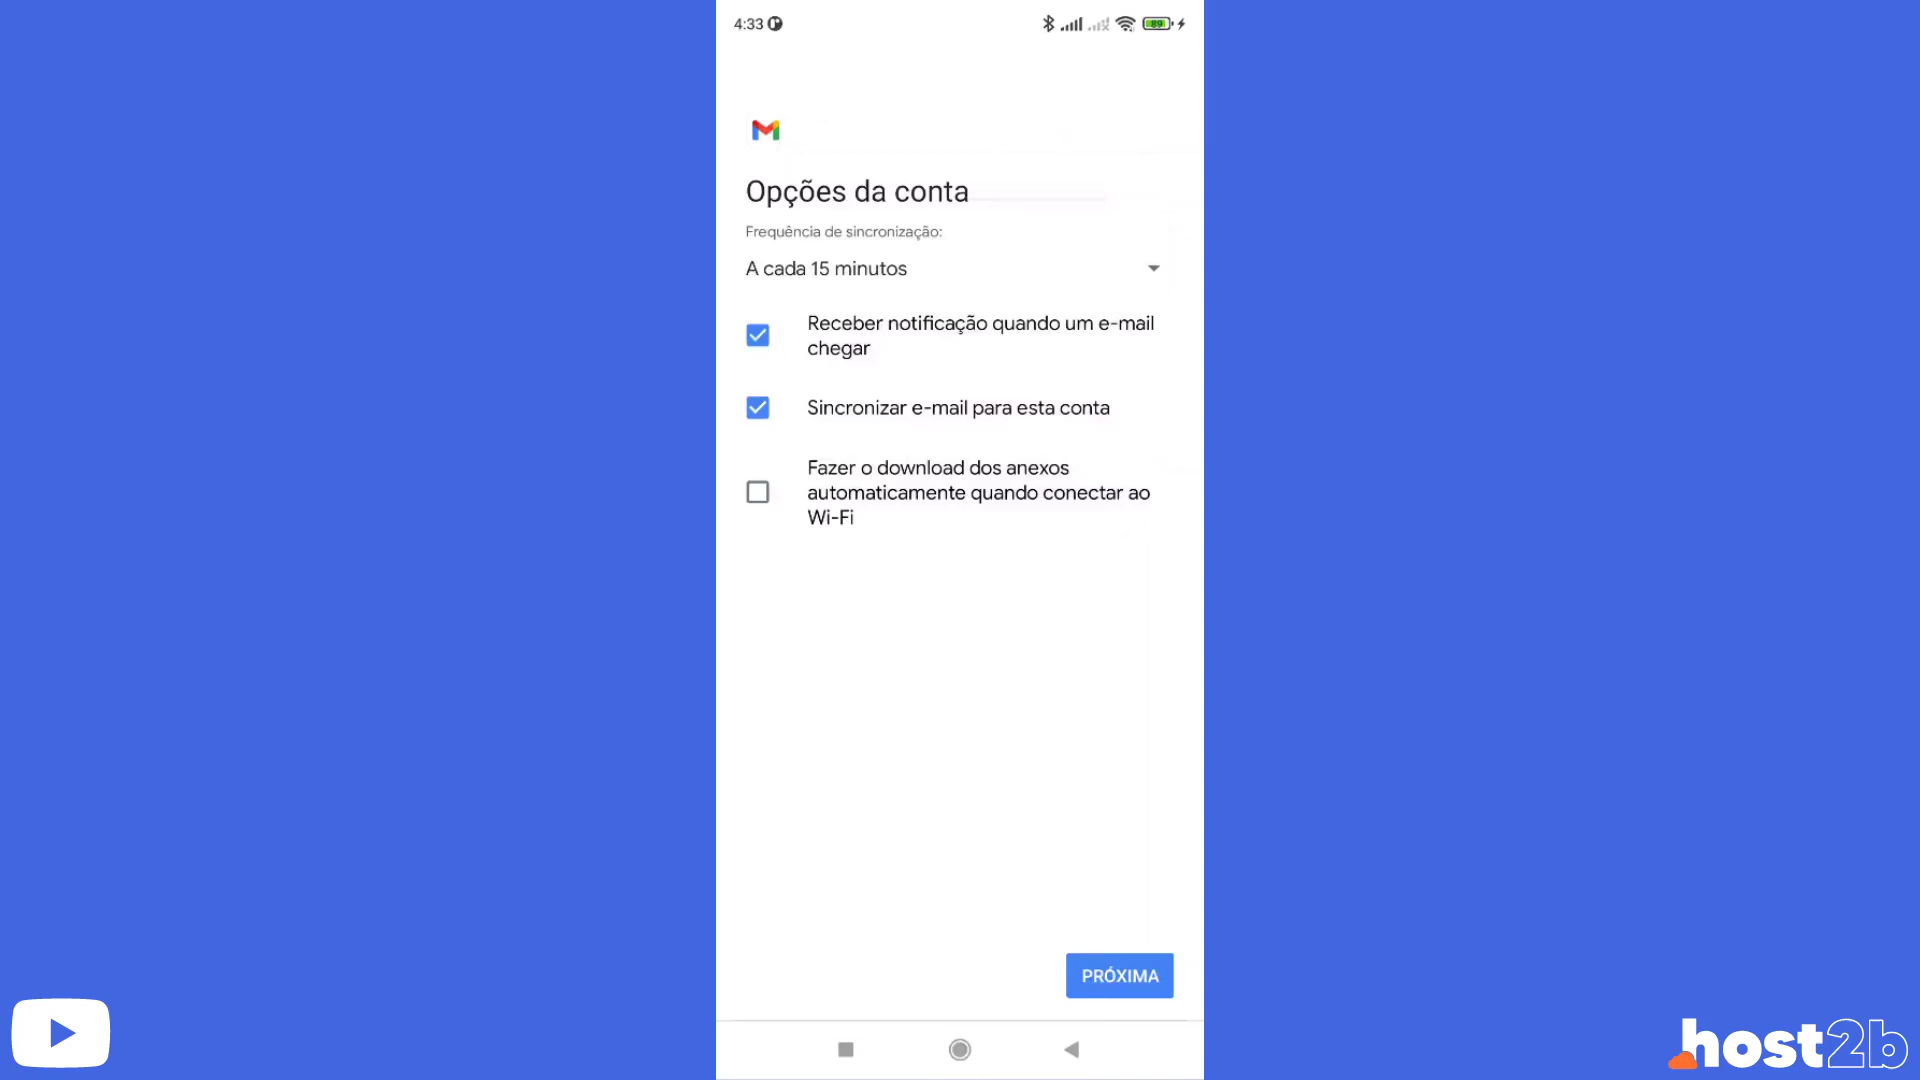 4:33
89
Opções da conta
Frequência de sincronização:
A cada 15 minutos
Receber notificação quando um e-mail
chegar
Sincronizar e-mail para esta conta
Fazer o download dos anexos
automaticamente quando conectar ao
Wi-Fi
PRÓXIMA
host2b